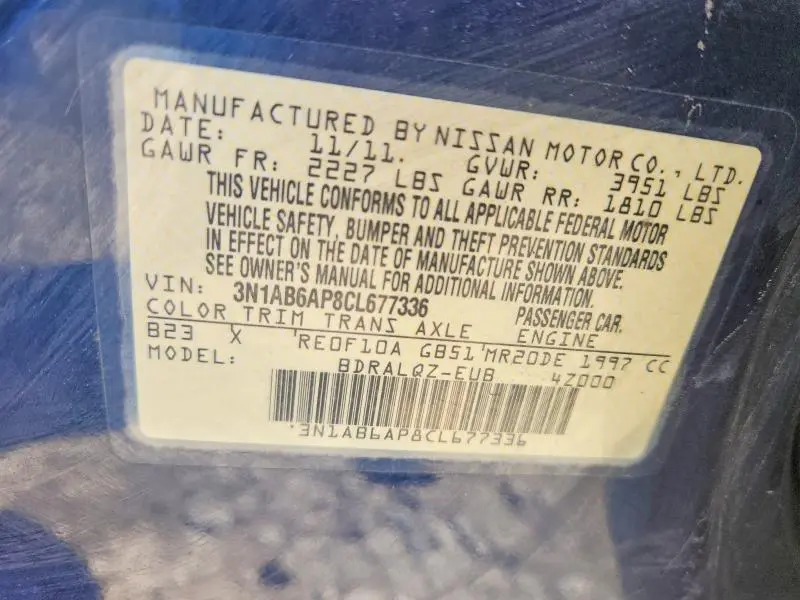 MANUFACTURED BY NISSAN MOTOR CO., LTD.
DATE: 11/11. GVWR: 3951 LBS
GAWR FR: 2227 LBS GAWR RR: 1810 LBS
THIS VEHICLE CONFORMS TO ALL APPLICABLE FEDERAL MOTOR
VEHICLE SAFETY, BUMPER AND THEFT PREVENTION STANDARDS
IN EFFECT ON THE DATE OF MANUFACTURE SHOWN ABOVE.
SEE OWNER'S MANUAL FOR ADDITIONAL INFORMATION.
VIN: 3N1AB6AP8CL677336 PASSENGER CAR.
COLOR TRIM TRANS AXLE ENGINE
B23 X RE0F10A GB51 MR20DE 1997 CC
MODEL: BDRALQZ-EUB 4Z000
*3N1AB6AP8CL677336*